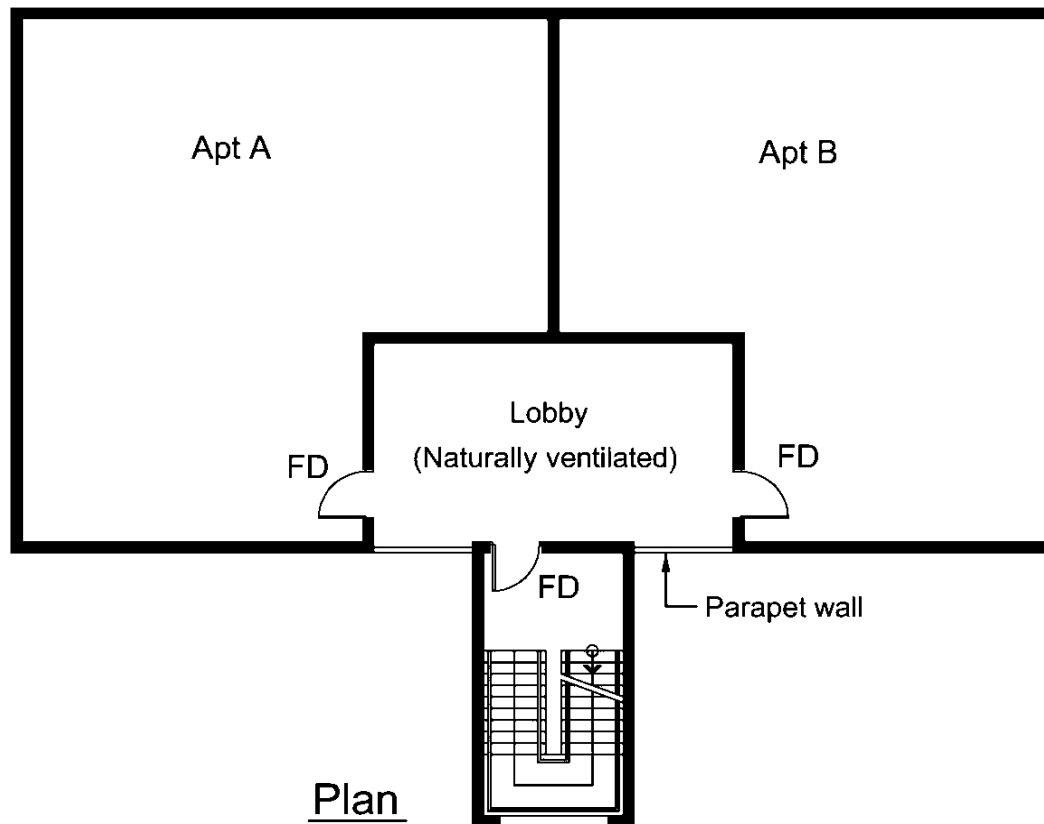 Apt A
Apt B
Lobby
(Naturally ventilated)
FD
FD
FD
Parapet wall
Plan